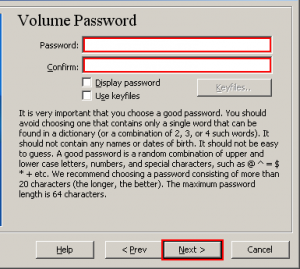 Volume Password
Password:
Confirm:
Display password
Use keyfiles
Keyfiles..
It is very important that you choose a good password. You should
avoid choosing one that contains only a single word that can be
found in a dictionary (or a combination of 2, 3, or 4 such words). It
should not contain any names or dates of birth. It should not be easy
to guess. A good password is a random combination of upper and
lower case letters, numbers, and special characters, such as @ ^ = $
* + etc. We recommend choosing a password consisting of more than
20 characters (the longer, the better). The maximum password
length is 64 characters.
Help
< Prev
Next >
Cancel